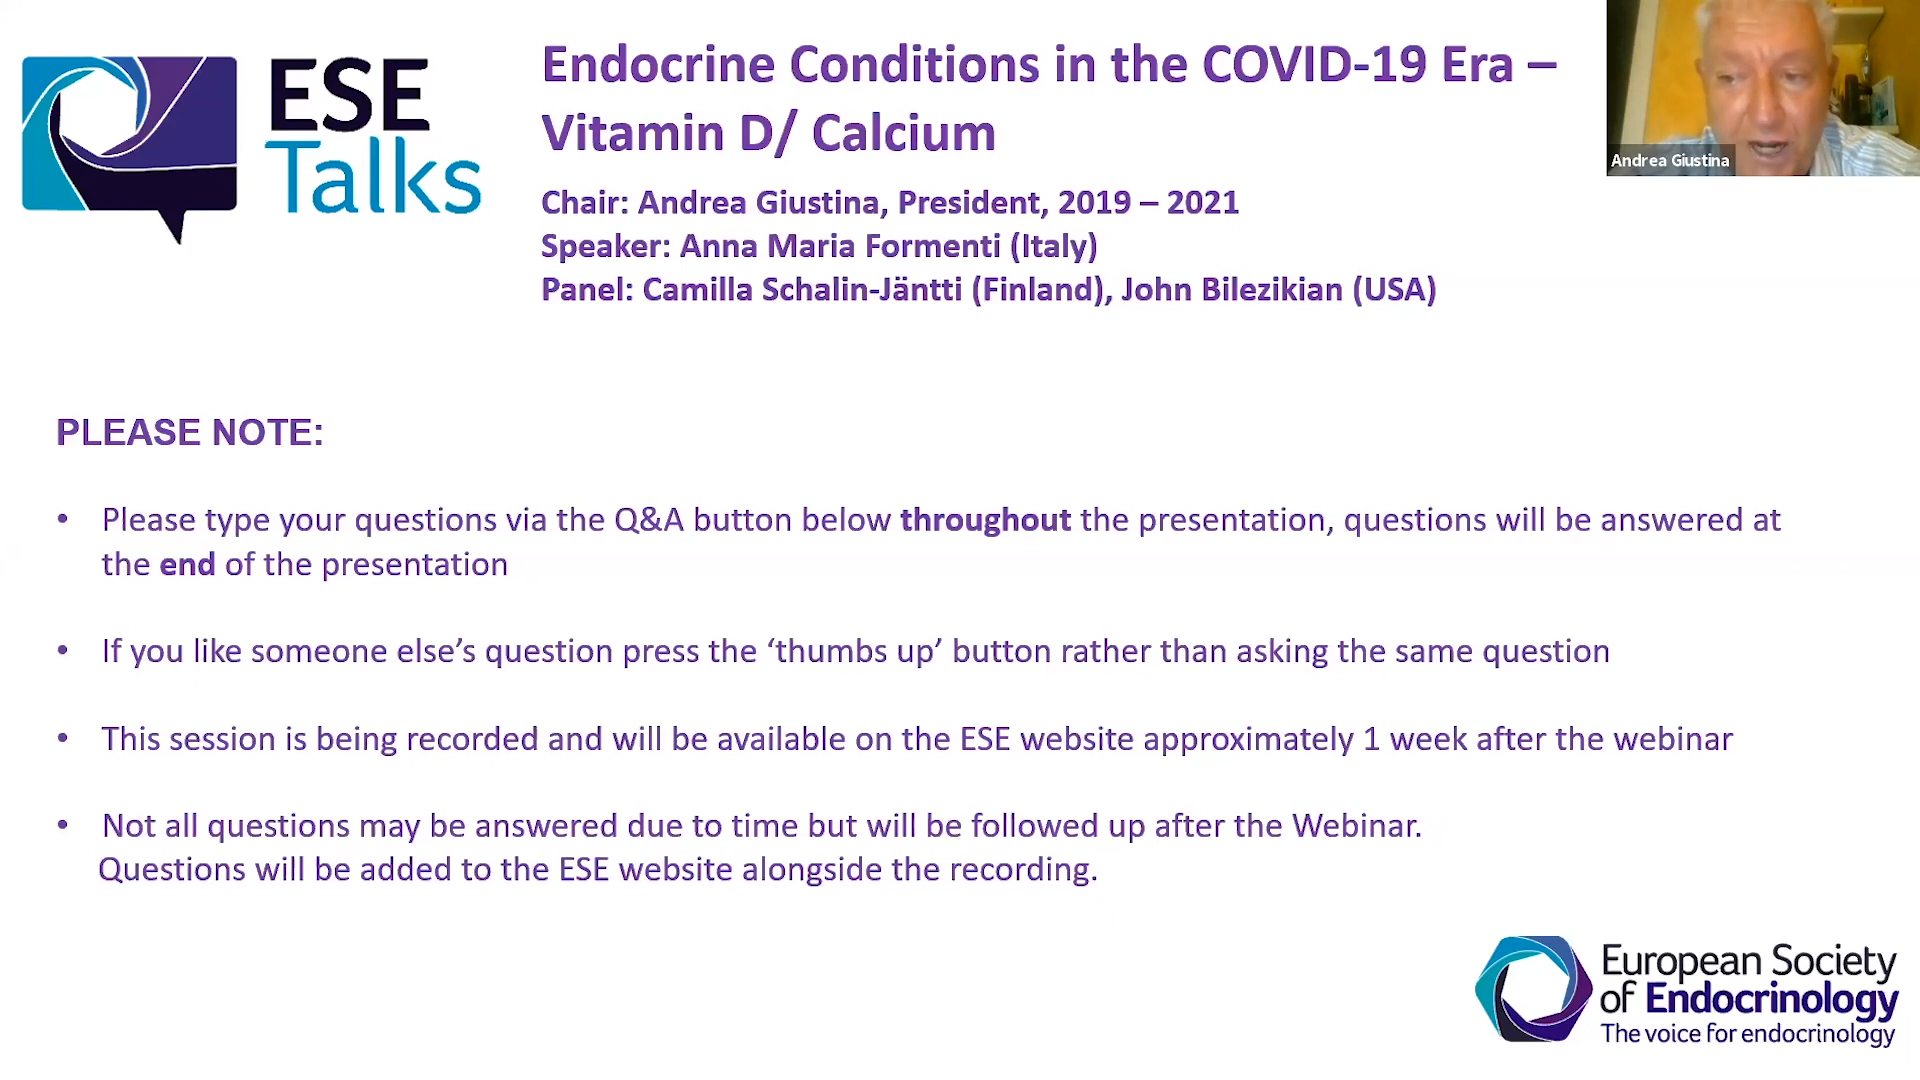 ESE
Talks
Endocrine Conditions in the COVID-19 Era –
Vitamin D/ Calcium
Chair: Andrea Giustina, President, 2019 – 2021
Speaker: Anna Maria Formenti (Italy)
Panel: Camilla Schalin-Jäntti (Finland), John Bilezikian (USA)
Andrea Giustina
PLEASE NOTE:
• Please type your questions via the Q&A button below throughout the presentation, questions will be answered at
the end of the presentation
• If you like someone else’s question press the ‘thumbs up’ button rather than asking the same question
• This session is being recorded and will be available on the ESE website approximately 1 week after the webinar
• Not all questions may be answered due to time but will be followed up after the Webinar.
Questions will be added to the ESE website alongside the recording.
European Society
of Endocrinology
The voice for endocrinology